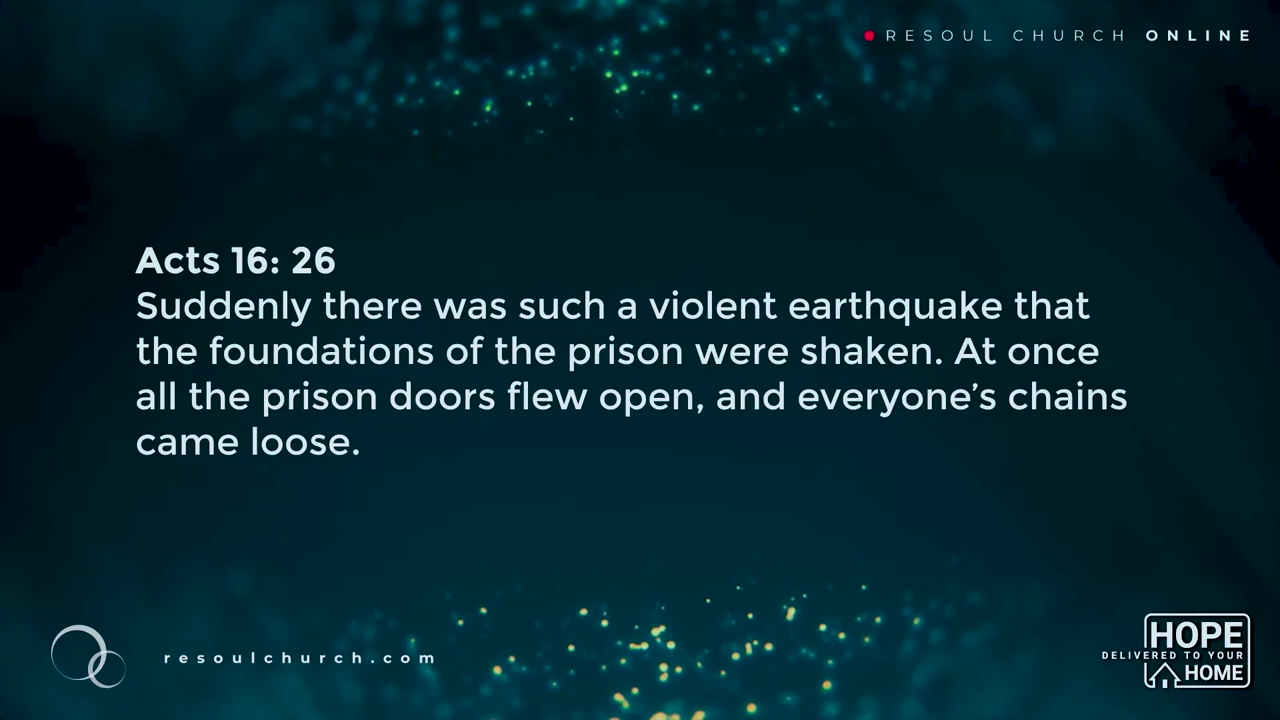 RESOUL CHURCH ONLINE
Acts 16: 26
Suddenly there was such a violent earthquake that
the foundations of the prison were shaken. At once
all the prison doors flew open, and everyone’s chains
came loose.
resoulchurch.com
HOPE
DELIVERED TO YOUR
HOME